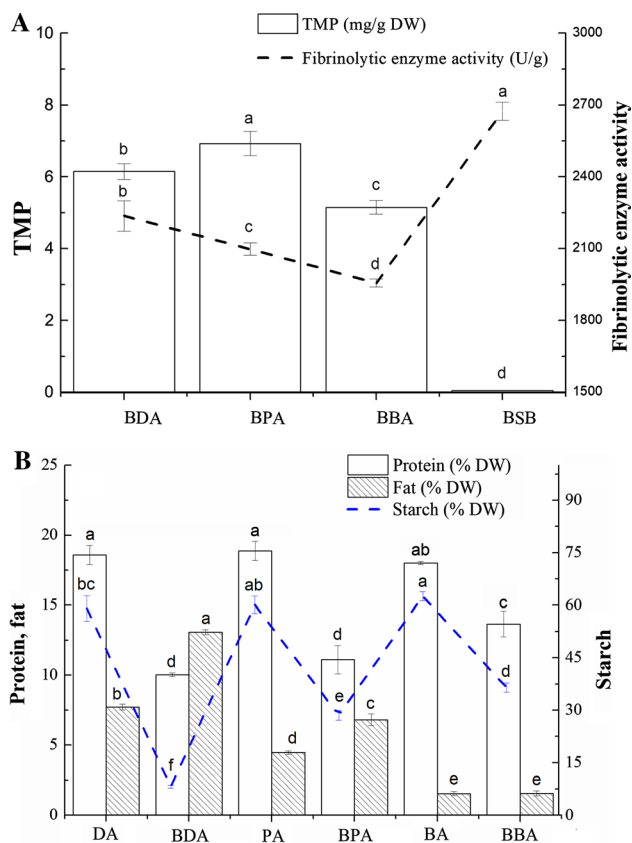 A
TMP (mg/g DW)
Fibrinolytic enzyme activity (U/g)
TMP
Fibrinolytic enzyme activity
10
8
6
4
2
0
3000
2700
2400
2100
1800
1500
b
a
c
d
b
c
d
a
BDA
BPA
BBA
BSB
B
Protein (% DW)
Fat (% DW)
Starch (% DW)
Protein, fat
Starch
25
20
15
10
5
0
90
75
60
45
30
15
0
a
bc
b
d
f
a
a
ab
d
d
e
c
ab
a
e
c
d
e
DA
BDA
PA
BPA
BA
BBA